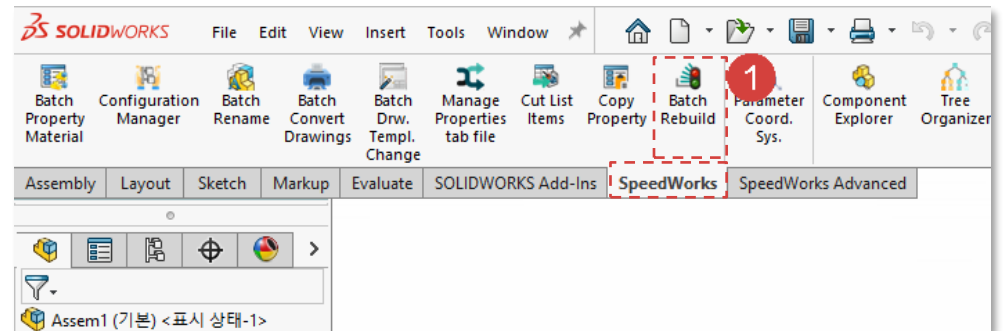 SOLIDWORKS File Edit View Insert Tools Window
Batch Property Material
Configuration Manager
Batch Rename
Batch Convert Drawings
Batch Drw. Templ. Change
Manage Properties tab file
Cut List Items
Copy Property
Batch Rebuild
1
Parameter Coord. Sys.
Component Explorer
Tree Organizer
Assembly Layout Sketch Markup Evaluate SOLIDWORKS Add-Ins SpeedWorks SpeedWorks Advanced
Assem1 (기본) <표시 상태-1>